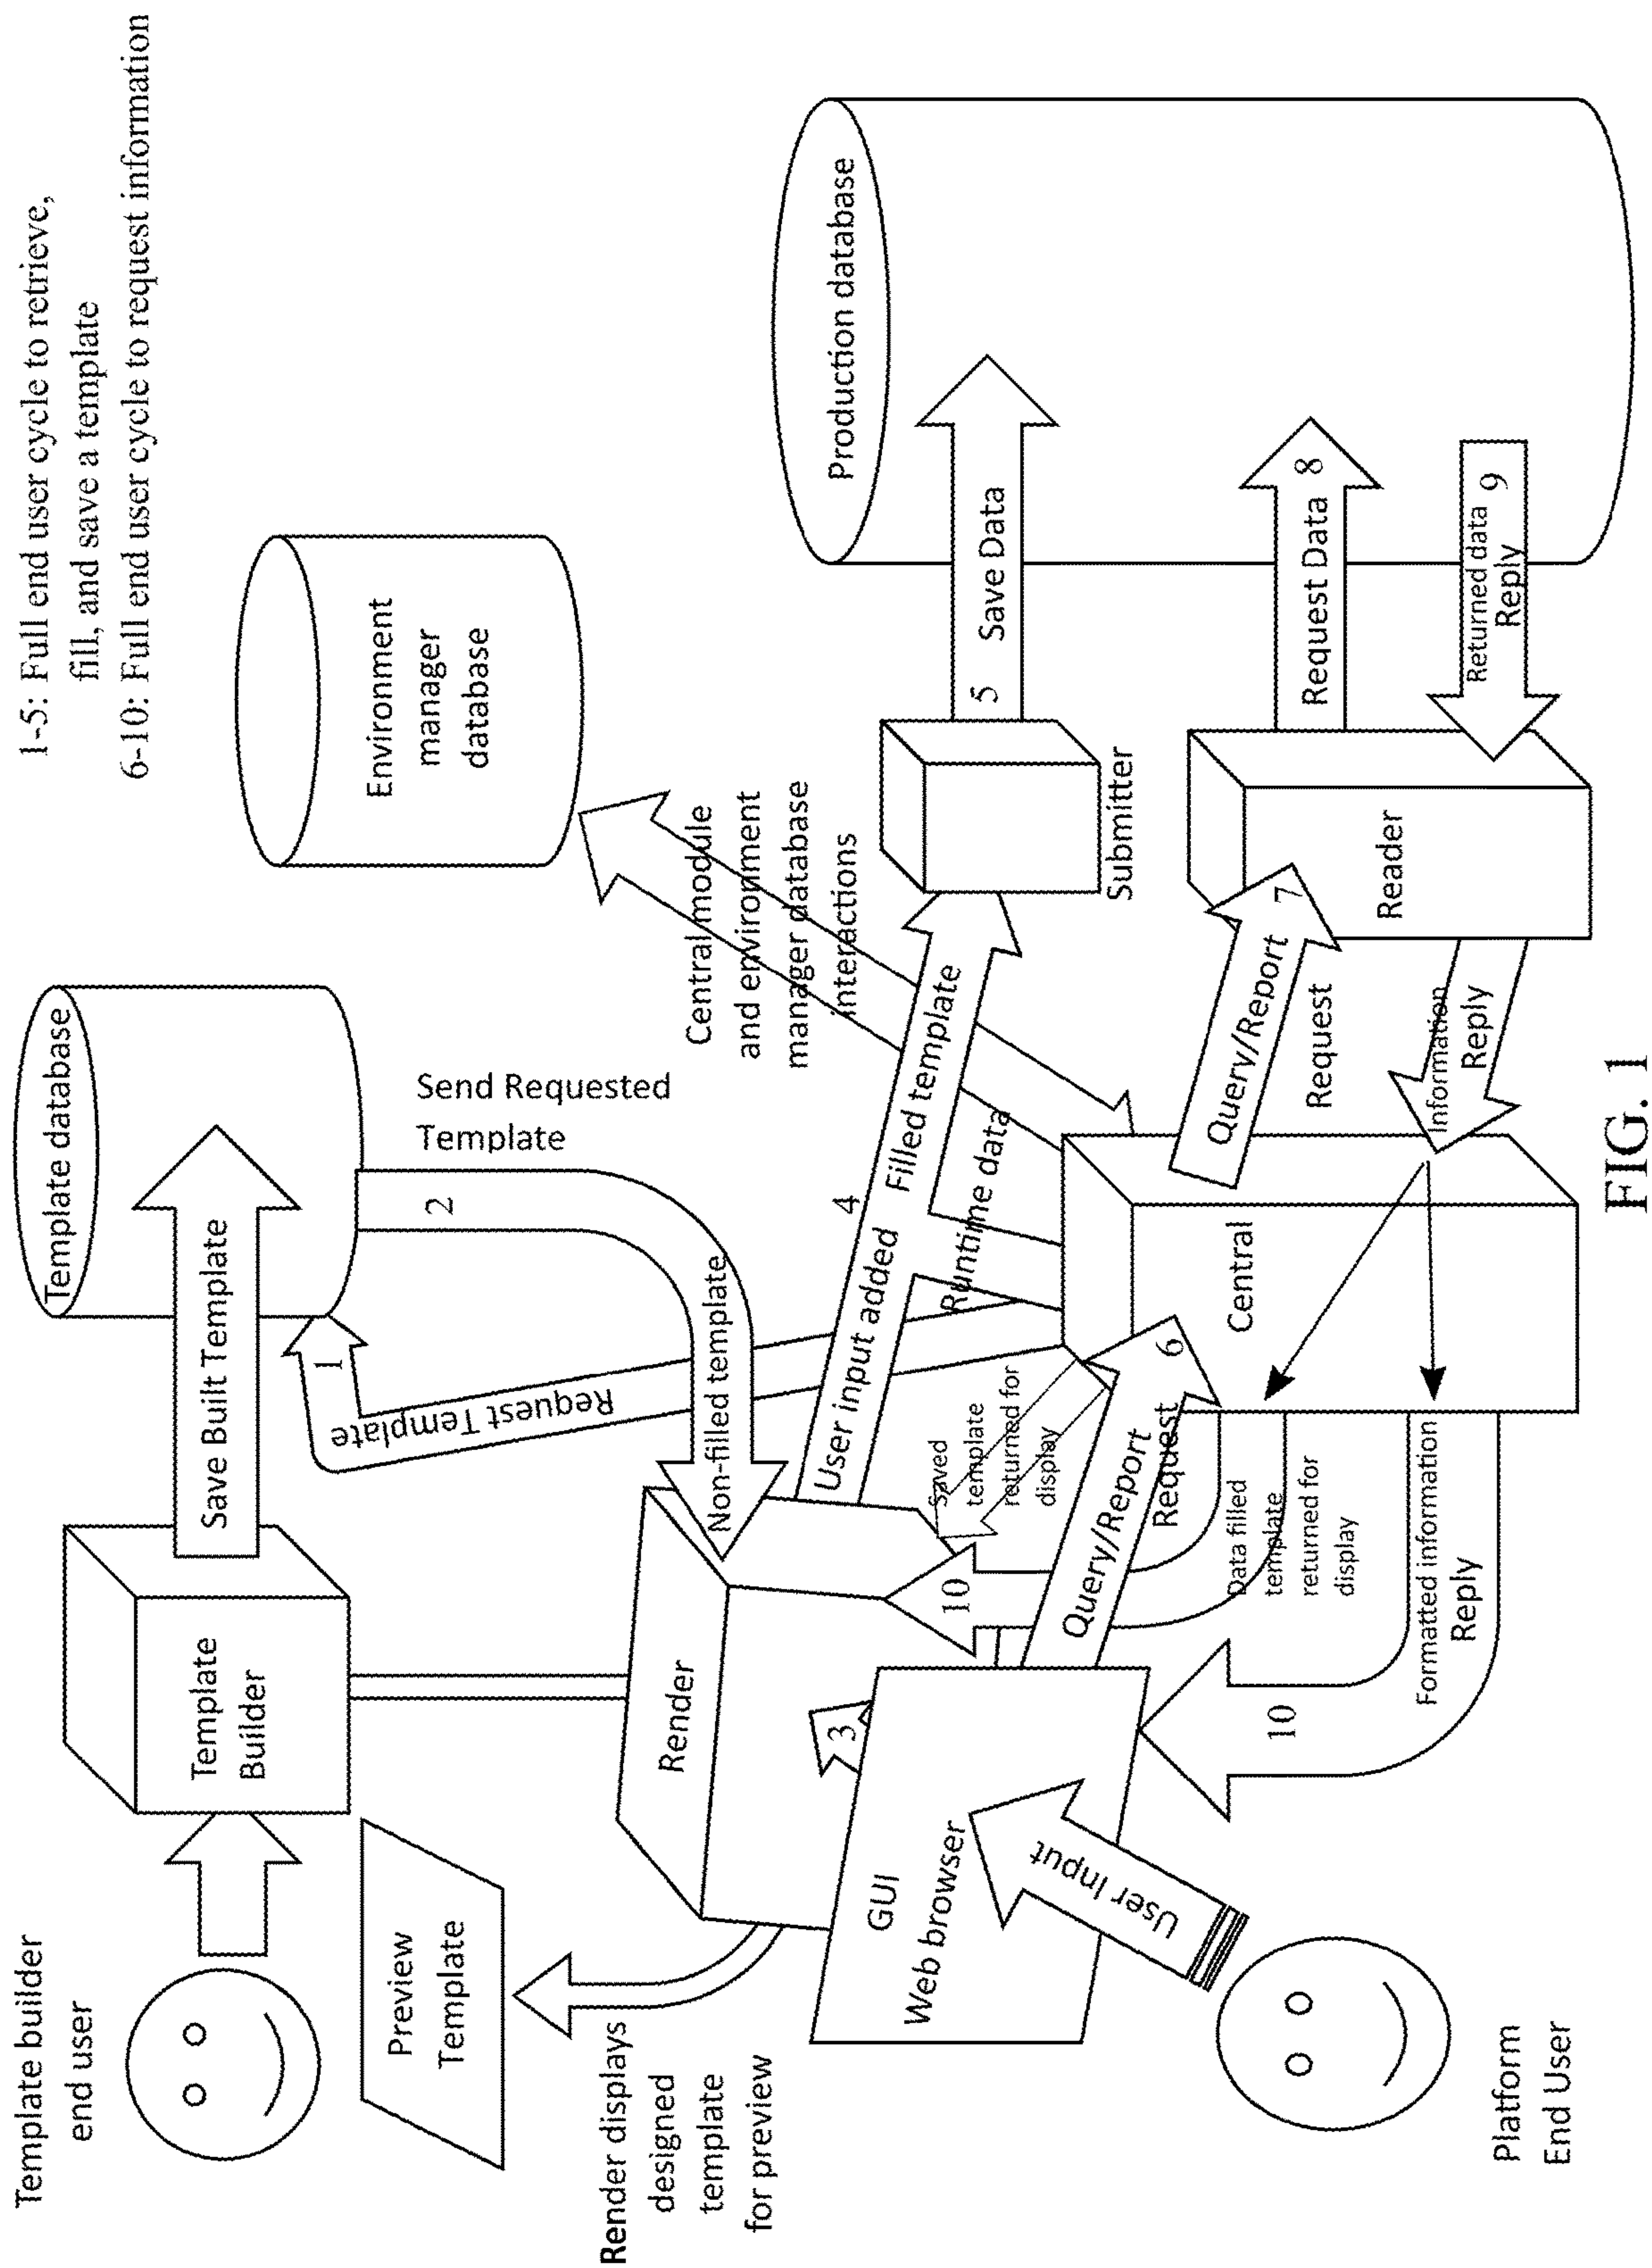 1-5: Full end user cycle to retrieve,
fill, and save a template
6-10: Full end user cycle to request information
Template builder
end user
Template
Builder
Save Built Template
Template database
Preview
Template
Render displays
designed
template
for preview
1
Request Template
2
Send Requested
Template
Non-filled template
Environment
manager
database
Central module
and environment
manager database
interactions
Render
3
GUI
Web browser
User Input
Platform
End User
4
User input added
Filled template
Runtime data
Submitter
5
Save Data
Production database
Saved
template
returned for
display
Query/Report
6
Request
Central
Query/Report
7
Request
Reader
Request Data
8
Returned data
9
Reply
Information
Reply
10
Data filled
template
returned for
display
10
Formatted information
Reply
FIG. 1